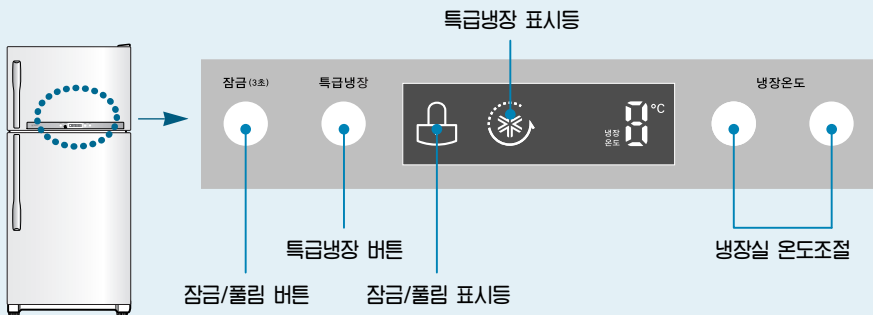 특급냉장 표시등
잠금 (3초)
특급냉장
냉장온도
8 °C
냉장
온도
특급냉장 버튼
냉장실 온도조절
잠금/풀림 버튼
잠금/풀림 표시등